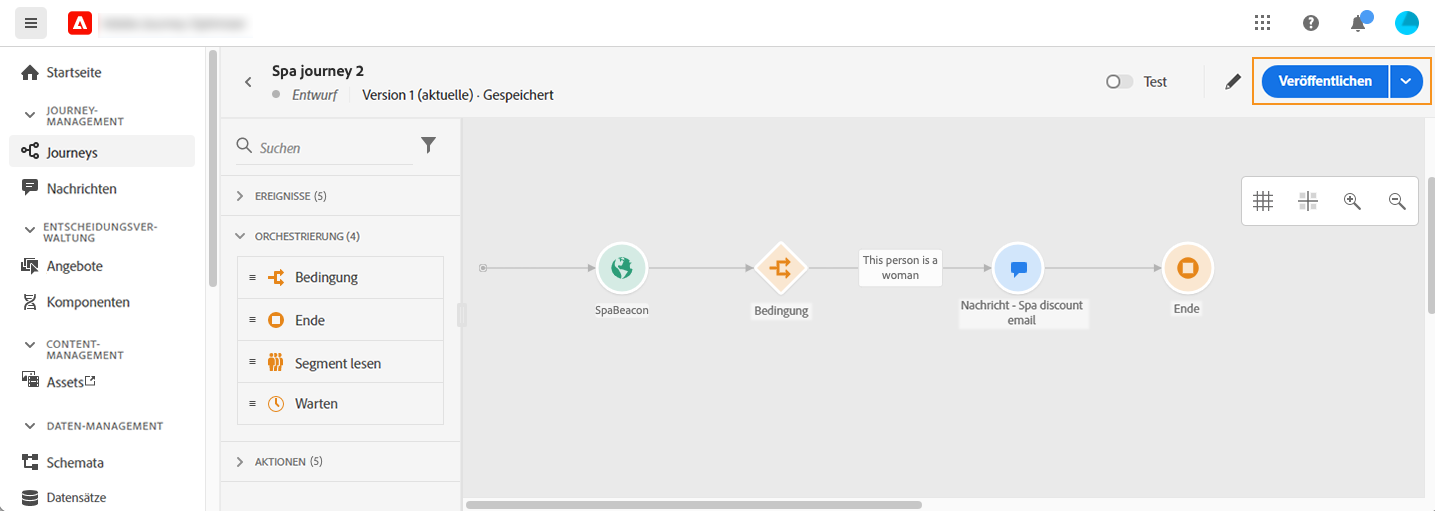 Spa journey 2
Entwurf
Version 1 (aktuelle) · Gespeichert
Test
Veröffentlichen
Startseite
JOURNEY-
MANAGEMENT
Journeys
Nachrichten
ENTSCHEIDUNGSVER-
WALTUNG
Angebote
Komponenten
CONTENT-
MANAGEMENT
Assets
DATEN-MANAGEMENT
Schemata
Datensätze
Suchen
EREIGNISSE (5)
ORCHESTRIERUNG (4)
Bedingung
Ende
Segment lesen
Warten
AKTIONEN (5)
SpaBeacon
Bedingung
This person is a
woman
Nachricht - Spa discount
email
Ende